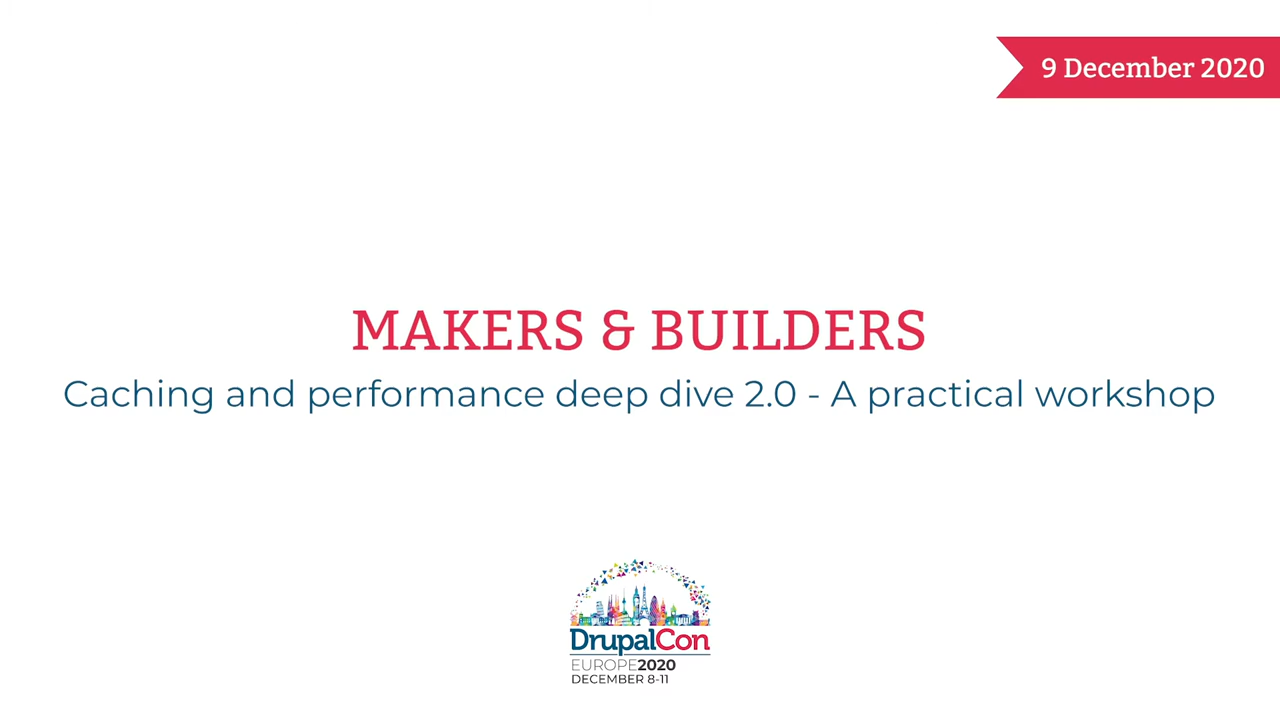 9 December 2020
MAKERS & BUILDERS
Caching and performance deep dive 2.0 - A practical workshop
DrupalCon
EUROPE2020
DECEMBER 8-11